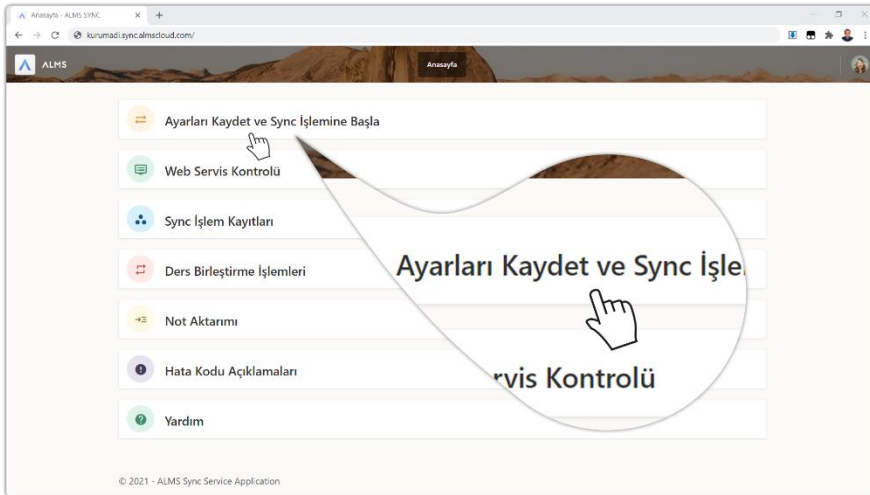 Anasayfa - ALMS SYNC
kurumadi.sync.almscloud.com/
ALMS
Anasayfa
Ayarları Kaydet ve Sync İşlemine Başla
Web Servis Kontrolü
Sync İşlem Kayıtları
Ders Birleştirme İşlemleri
Not Aktarımı
Hata Kodu Açıklamaları
Yardım
Ayarları Kaydet ve Sync İşle
rvis Kontrolü
© 2021 - ALMS Sync Service Application